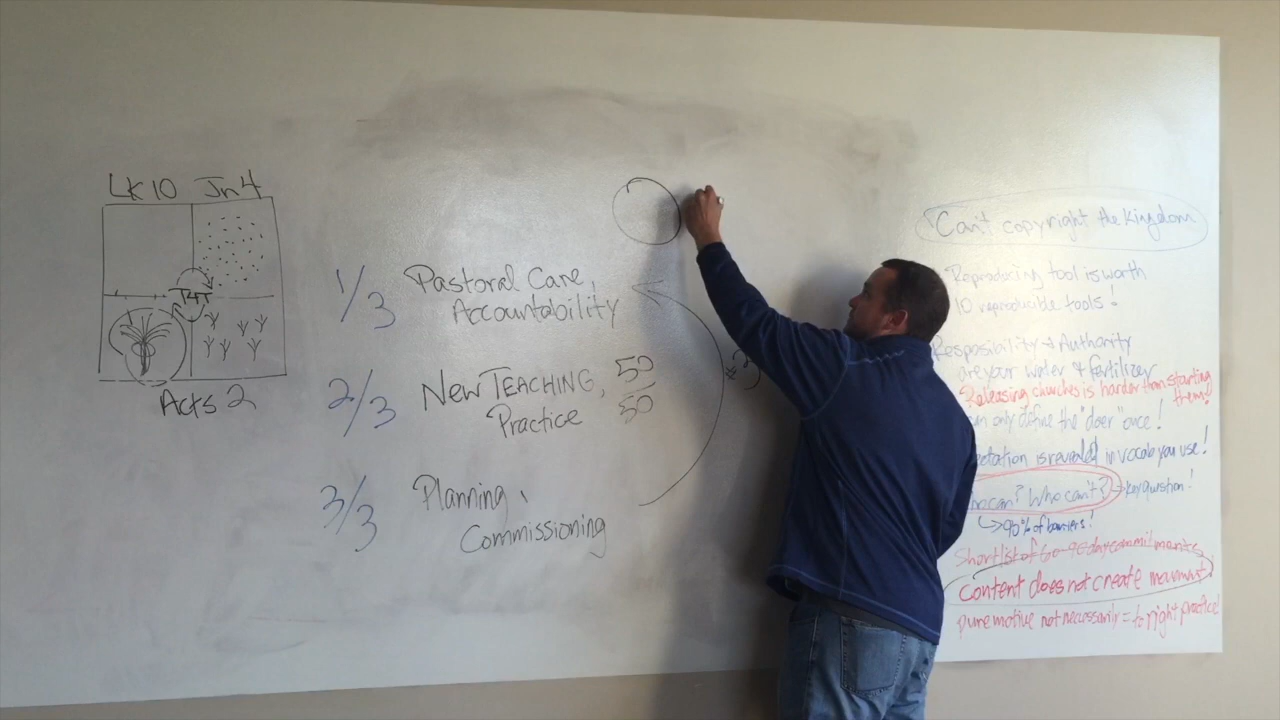 LK 10 Jn 4
T4T
Acts 2
1/3 Pastoral Care,
Accountability
2/3 New TEACHING, 50
Practice 50
3/3 Planning,
Commissioning
Can't copyright the Kingdom
Reproducing tool is worth
10 reproducible tools!
Resposibility + Authority
are your water & fertilizer
Releasing churches is harder than starting
them!
can only define the "doer" once!
is revealed in vocab you use!
can? Who can't? → key question!
↳ 90% of barriers!
Short list of 60-90 day commitments
Content does not create movement!
pure motive not necessarily = to right practice!